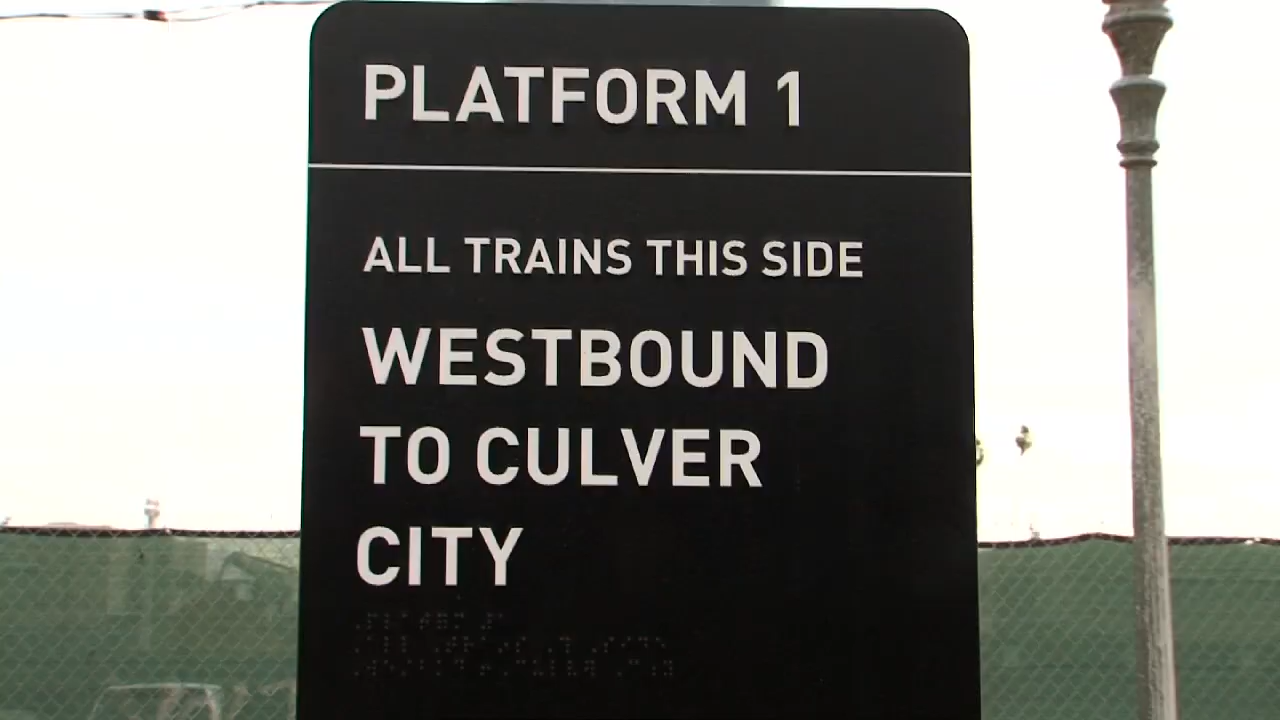 PLATFORM 1
ALL TRAINS THIS SIDE
WESTBOUND
TO CULVER
CITY